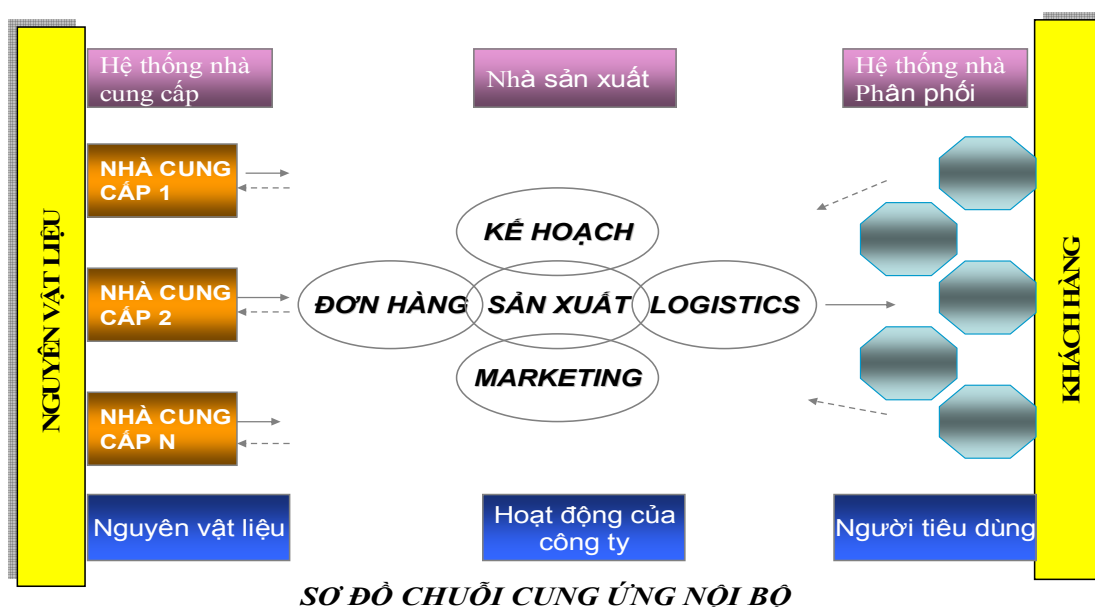 Hệ thống nhà
cung cấp
Nhà sản xuất
Hệ thống nhà
Phân phối
NGUYÊN VẬT LIỆU
NHÀ CUNG
CẤP 1
NHÀ CUNG
CẤP 2
NHÀ CUNG
CẤP N
KẾ HOẠCH
ĐƠN HÀNG
SẢN XUẤT
LOGISTICS
MARKETING
KHÁCH HÀNG
Nguyên vật liệu
Hoạt động của
công ty
Người tiêu dùng
SƠ ĐỒ CHUỖI CUNG ỨNG NỘI BỘ